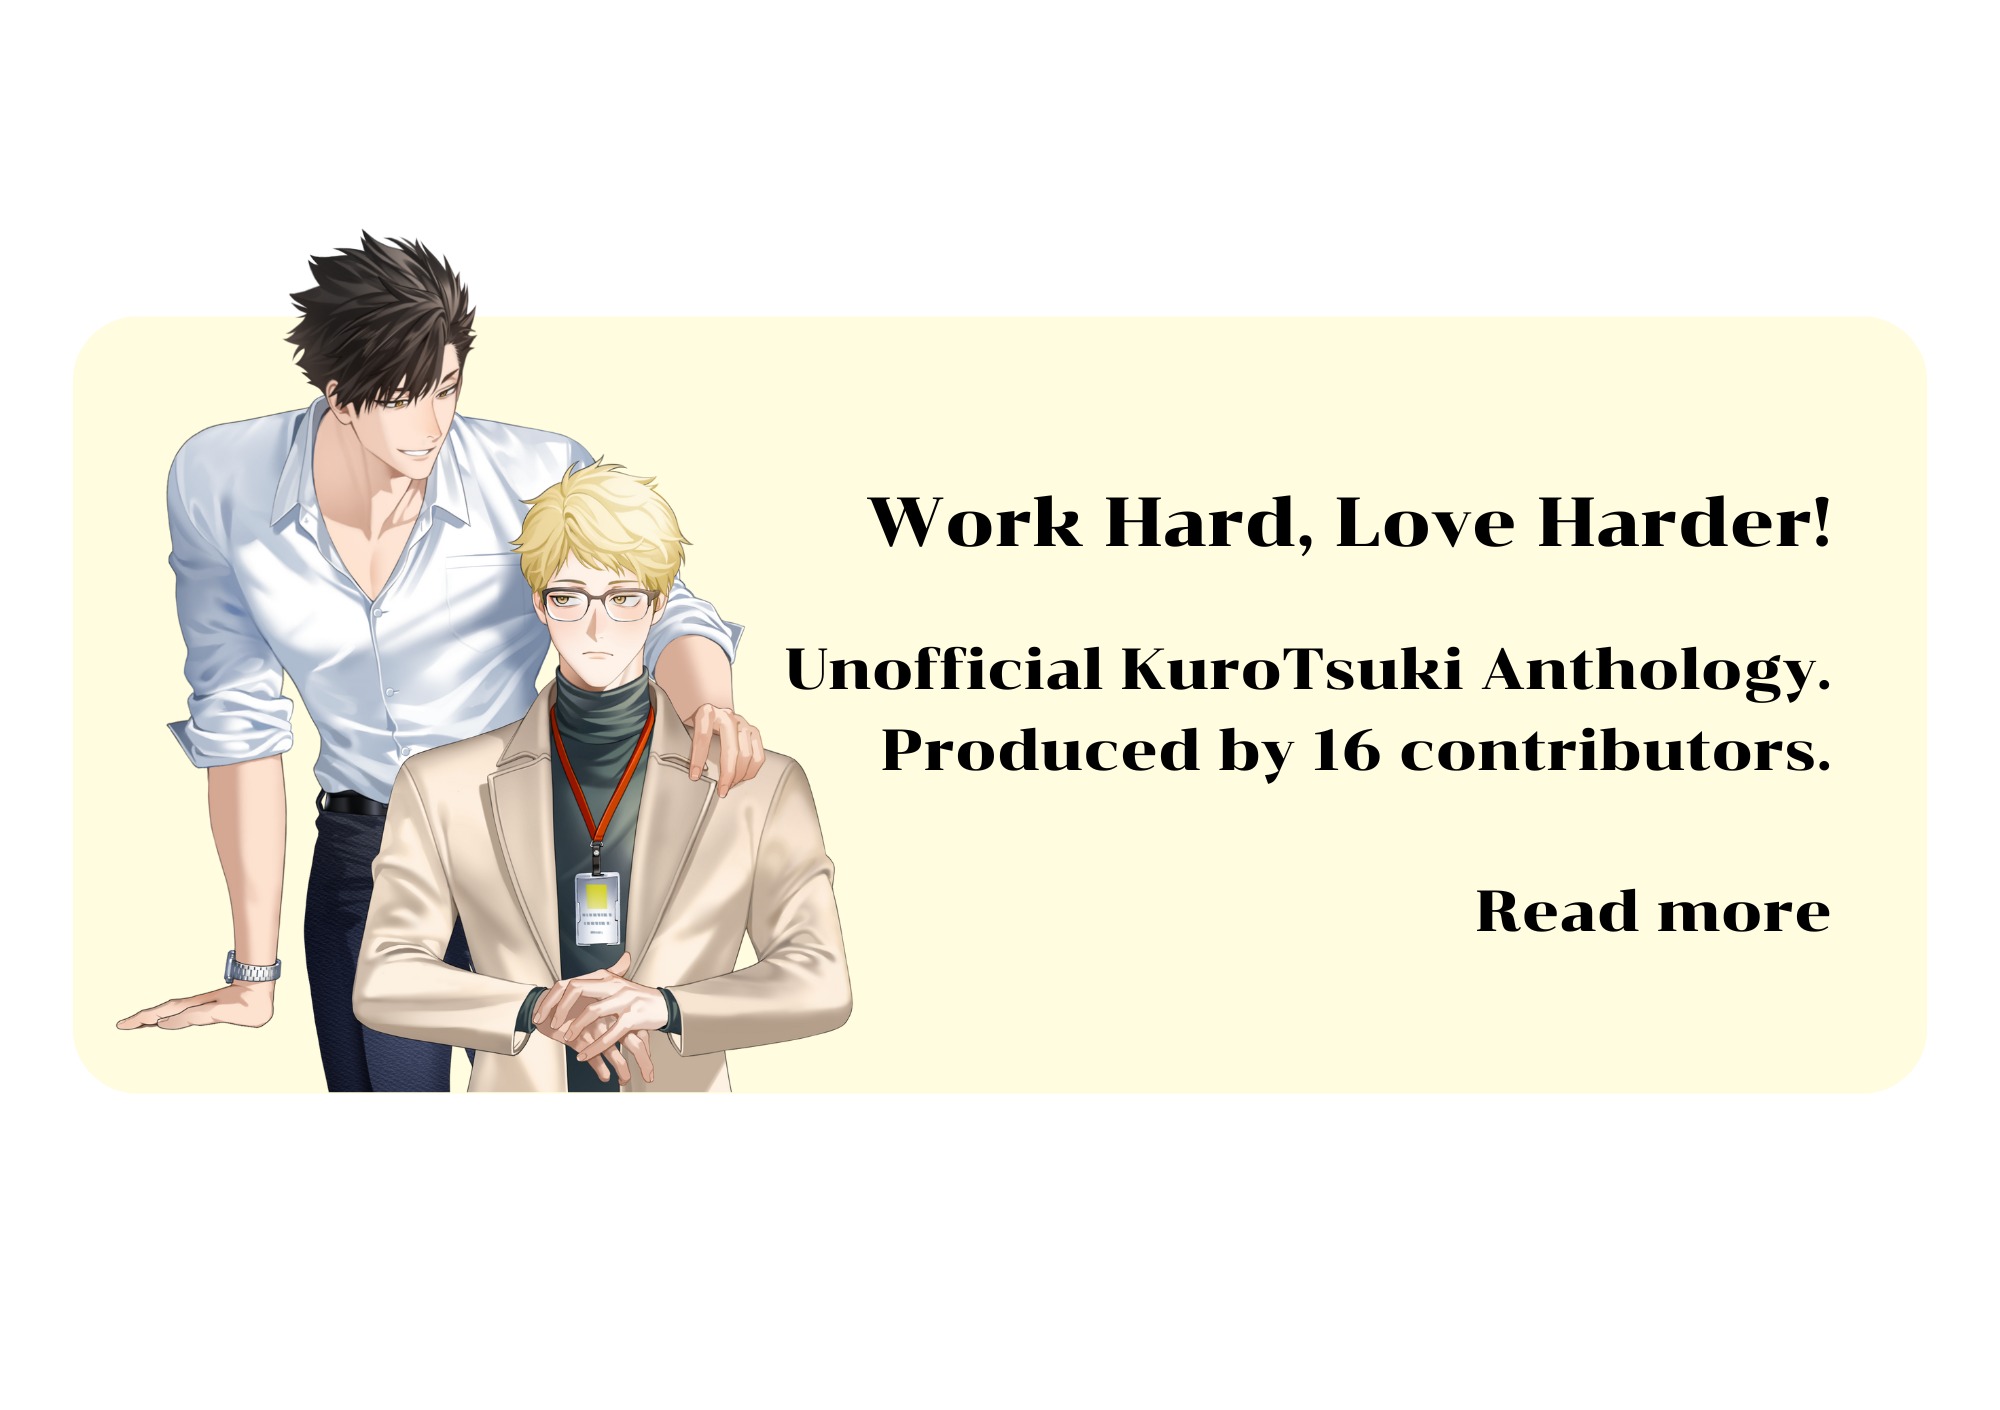 Work Hard, Love Harder!
Unofficial KuroTsuki Anthology.
Produced by 16 contributors.
Read more